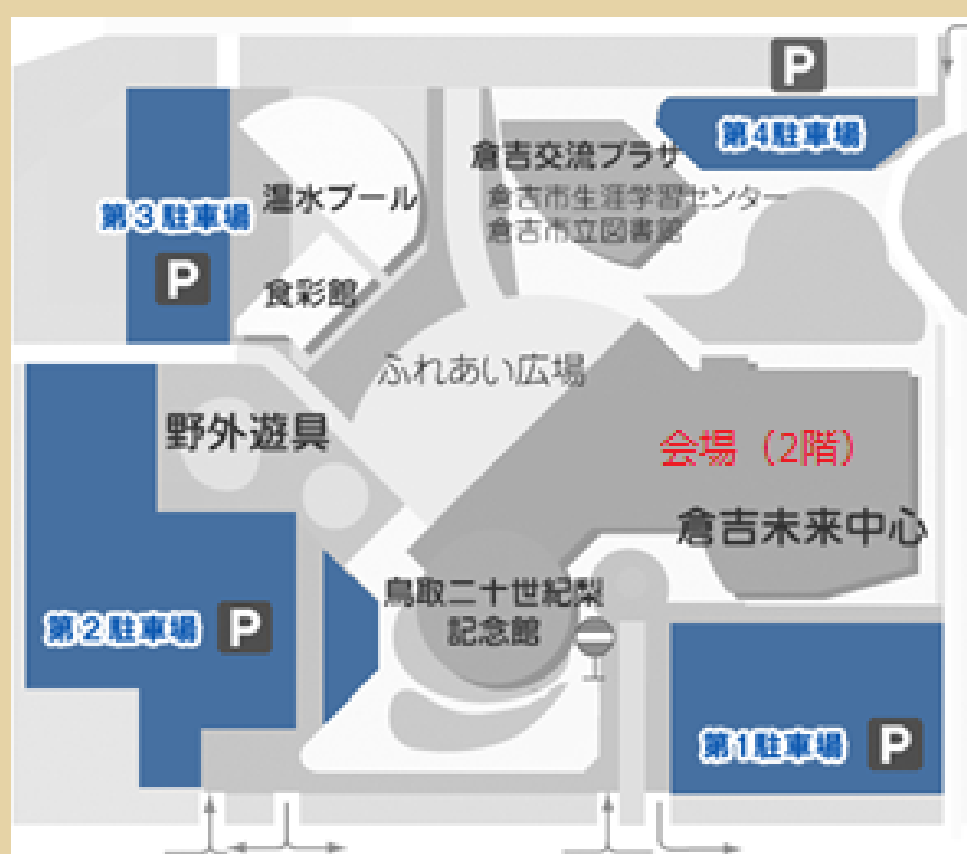 P
第4駐車場
倉吉交流プラザ
倉吉市生涯学習センター
倉吉市立図書館
温水プール
第3駐車場
P
食彩館
ふれあい広場
野外遊具
会場（2階）
倉吉未来中心
鳥取二十世紀梨
記念館
第2駐車場 P
第1駐車場 P